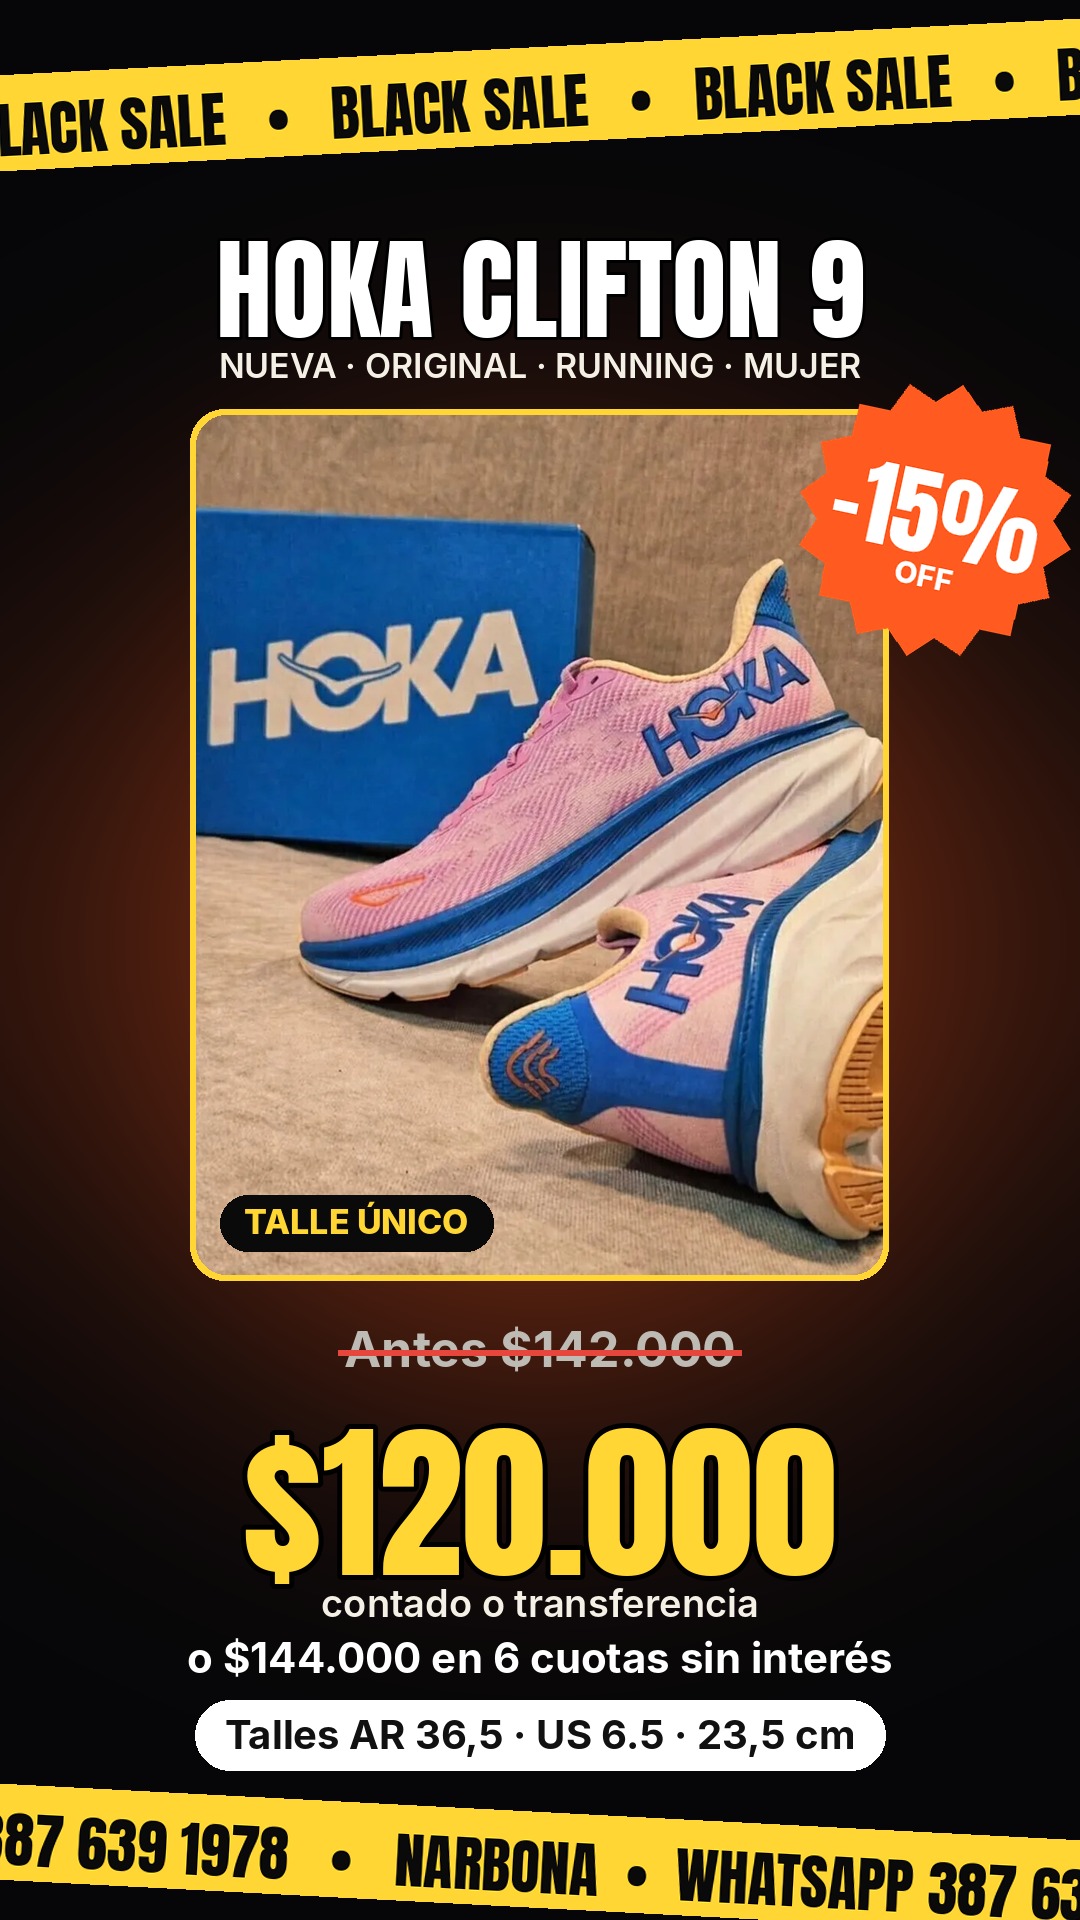 LACK SALE • BLACK SALE • BLACK SALE • B
HOKA CLIFTON 9
NUEVA · ORIGINAL · RUNNING · MUJER
-15%
OFF
HOKA
HOKA
HOKA
TALLE ÚNICO
Antes $142.000
$120.000
contado o transferencia
o $144.000 en 6 cuotas sin interés
Talles AR 36,5 · US 6.5 · 23,5 cm
387 639 1978 • NARBONA • WHATSAPP 387 63